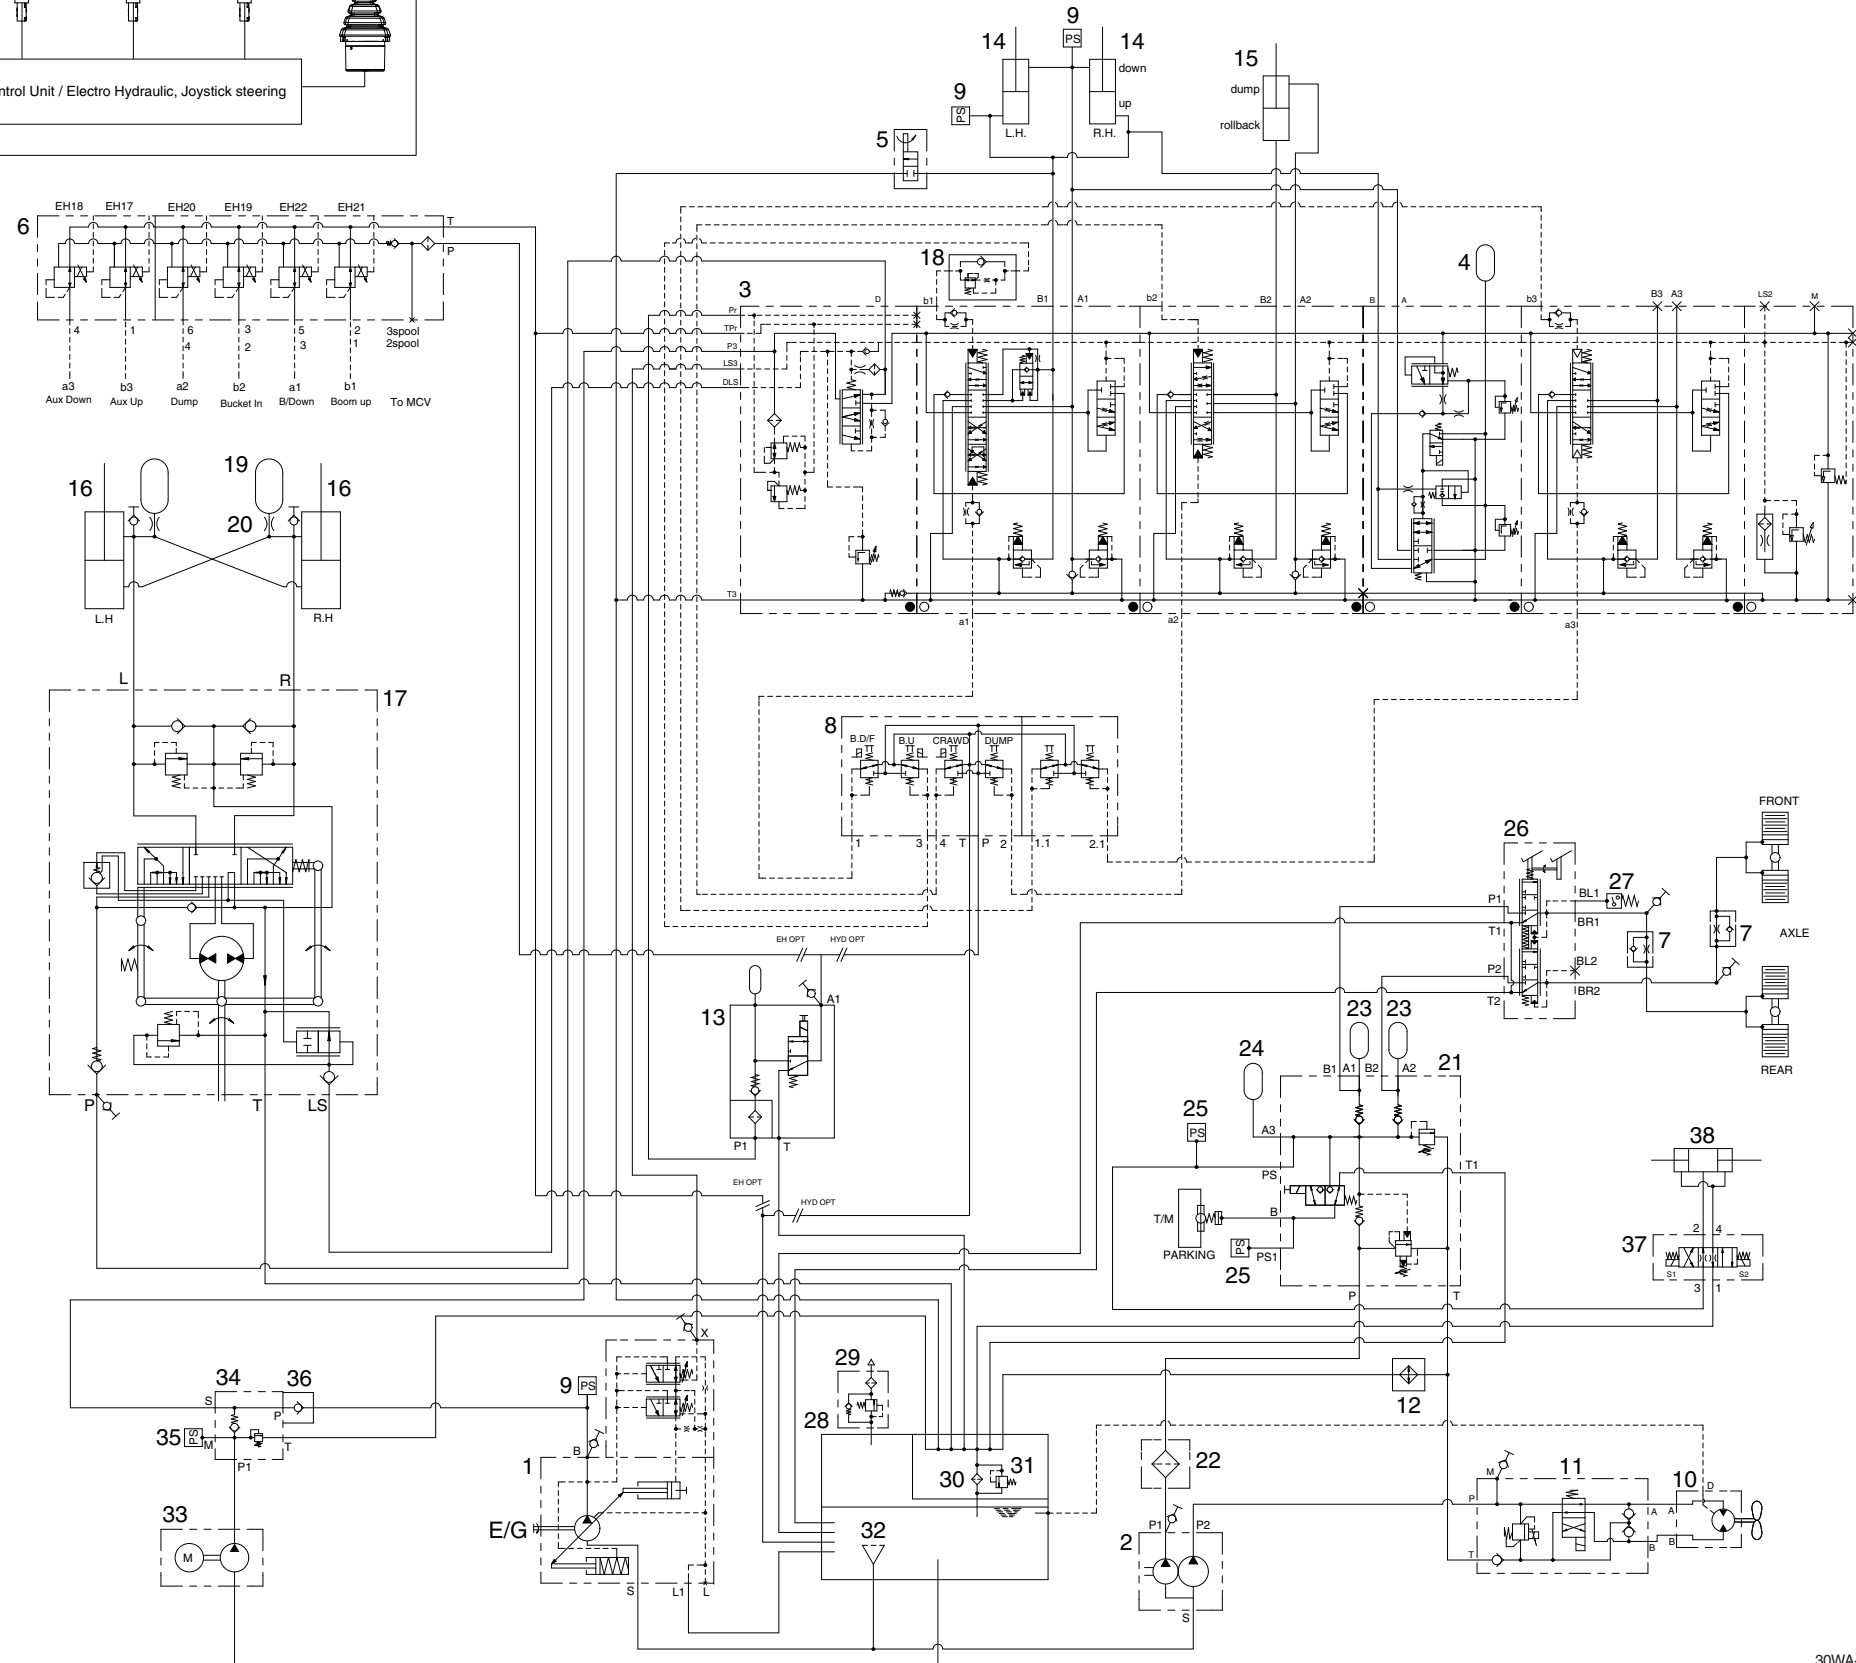 ntrol Unit / Electro Hydraulic, Joystick steering
9
PS
14
14
down
up
L.H.
R.H.
9
PS
15
dump
rollback
5
6
EH18 EH17 EH20 EH19 EH22 EH21
T
P
4 1 6 3 5 2 3spool
4 2 3 1 2spool
a3 b3 a2 b2 a1 b1
Aux Down Aux Up Dump Bucket In B/Down Boom up To MCV
18
4
3
D b1 B1 A1 b2 B2 A2 B A b3 B3 A3 LS2 M
Pr
TPr
P3
LS3
DLS
T3
a1 a2 a3
16 19 16
20
L.H R.H
L R
17
P T LS
8
B.D/F B.U CRAWD DUMP
1 3 4 T P 2 1.1 2.1
EH OPT HYD OPT
13
A1
P1 T
EH OPT
HYD OPT
26
P1
T1
P2
T2
BL1
BR1
BL2
BR2
27
7
7
FRONT
AXLE
REAR
23 23
24
21
B1 A1 B2 A2
A3
25
PS
PS
T1
T/M
B
PARKING
PS
PS1
25
P T
38
2 4
37
S1 S2
3 1
12
34 36
S
P
35
PS
M
T
P1
33
M
9
PS
X
B
1
E/G
S L1 L
29
28
30 31
32
22
P1 P2
2
S
11
M
P
A
B
T
10
D
A
B
30WA-